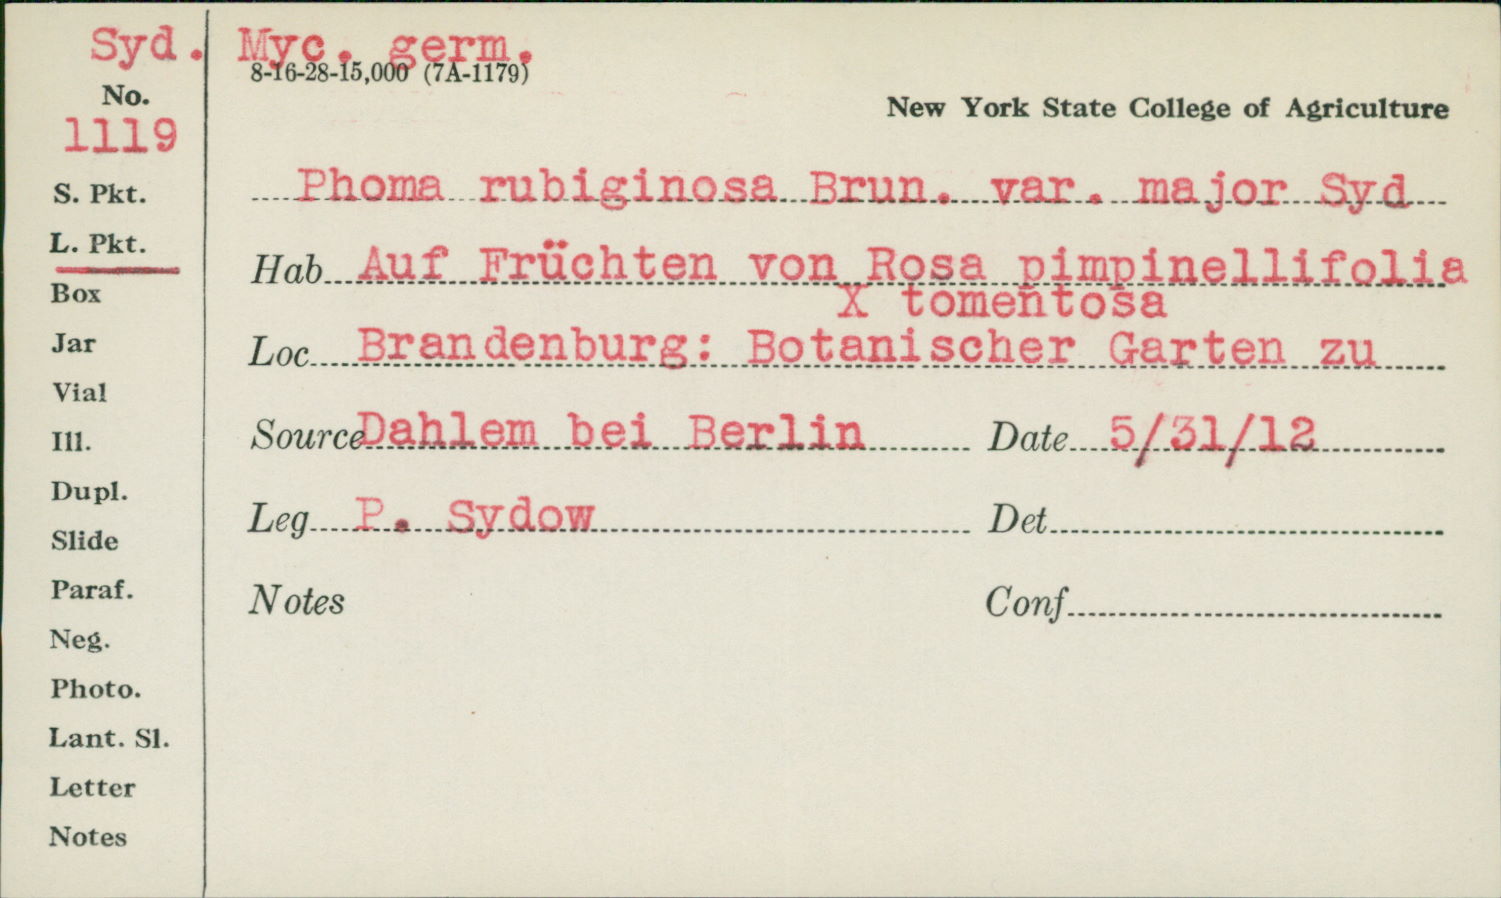 Syd. Myc. germ.
8-16-28-15,000 (7A-1179)
No.
1119
New York State College of Agriculture
S. Pkt.
Phoma rubiginosa Brun. var. major Syd
L. Pkt.
Hab Auf Früchten von Rosa pimpinellifolia
X tomentosa
Box
Jar
Loc Brandenburg: Botanischer Garten zu
Vial
Ill.
Source Dahlem bei Berlin Date 5/31/12
Dupl.
Leg P. Sydow Det
Slide
Paraf.
Notes Conf
Neg.
Photo.
Lant. Sl.
Letter
Notes